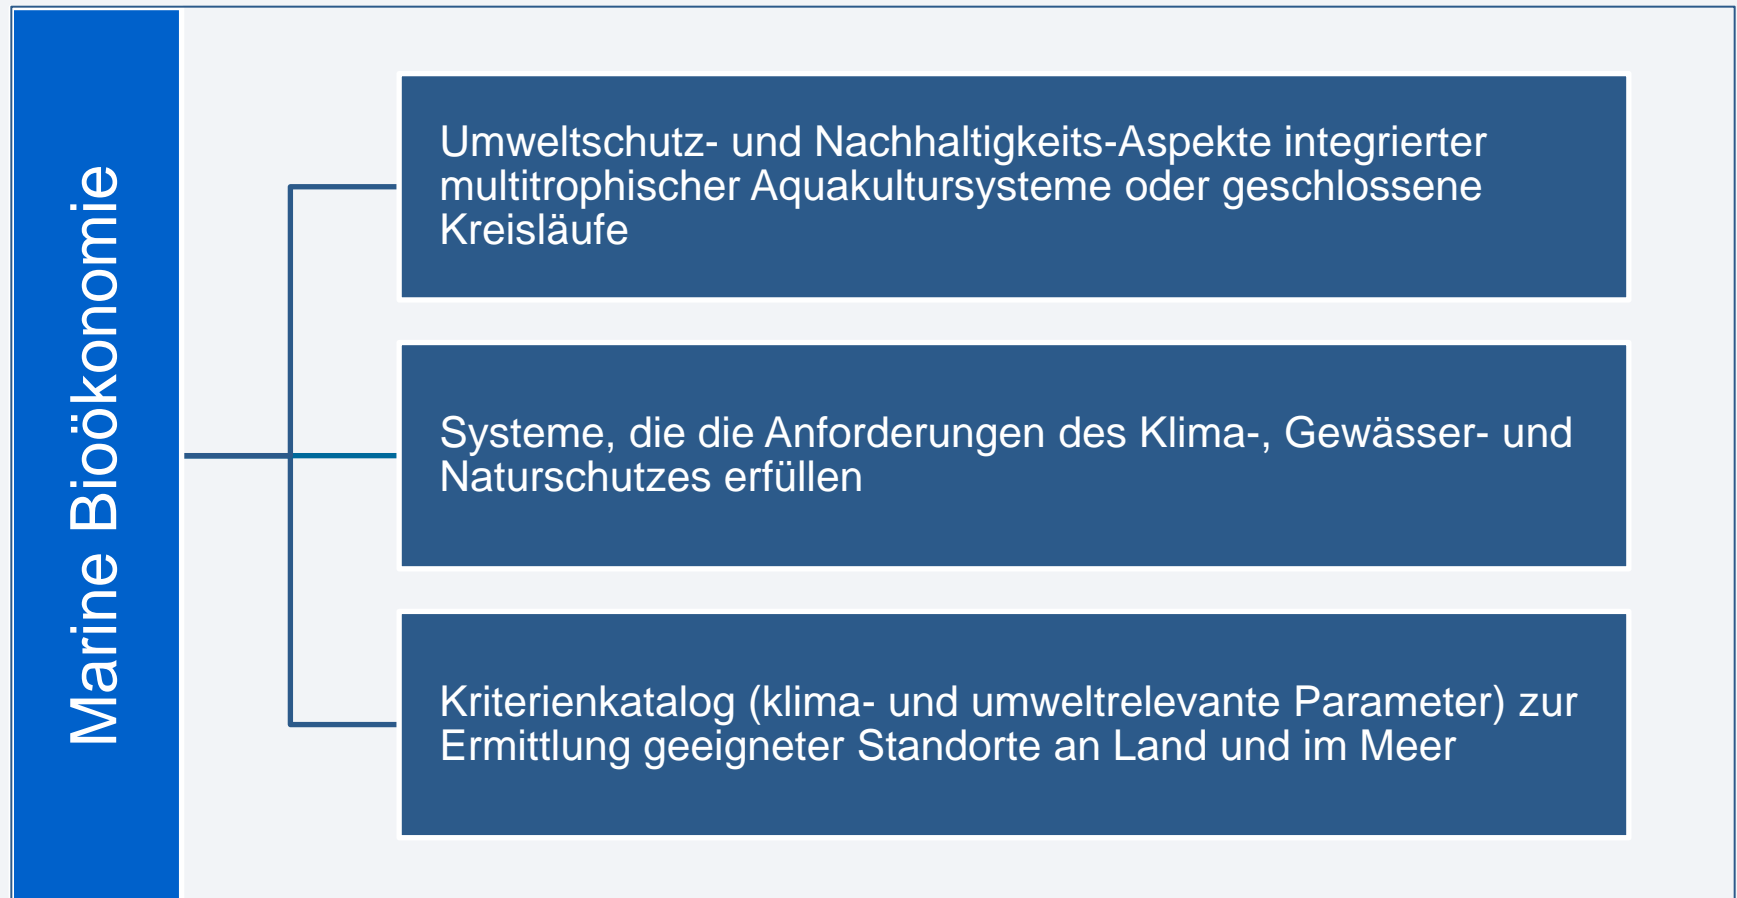 Marine Bioökonomie
Umweltschutz- und Nachhaltigkeits-Aspekte integrierter
multitrophischer Aquakultursysteme oder geschlossene
Kreisläufe
Systeme, die die Anforderungen des Klima-, Gewässer- und
Naturschutzes erfüllen
Kriterienkatalog (klima- und umweltrelevante Parameter) zur
Ermittlung geeigneter Standorte an Land und im Meer